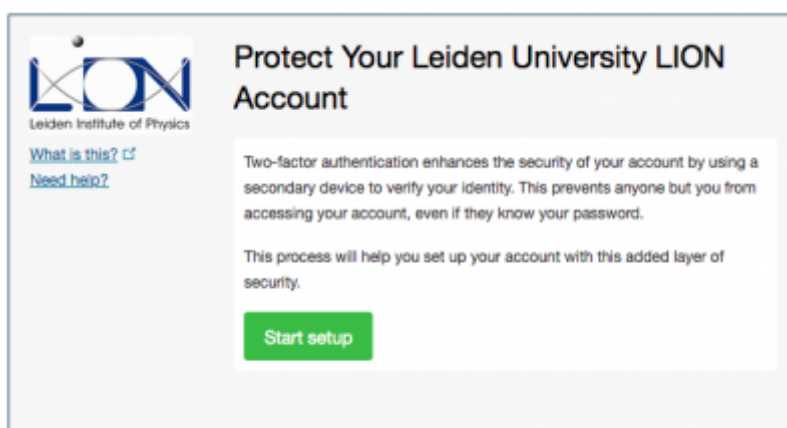 LION
Leiden Institute of Physics
What is this?
Need help?
Protect Your Leiden University LION
Account
Two-factor authentication enhances the security of your account by using a
secondary device to verify your identity. This prevents anyone but you from
accessing your account, even if they know your password.
This process will help you set up your account with this added layer of
security.
Start setup